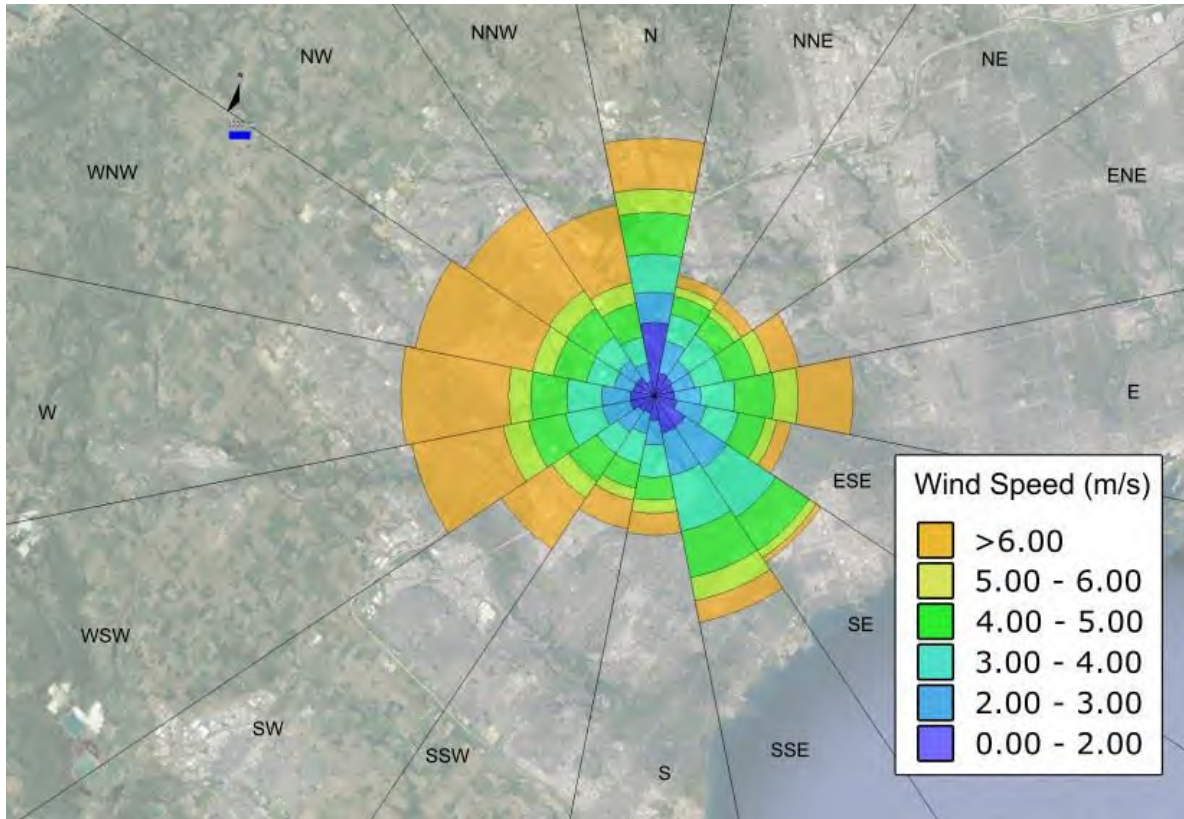 NNW
N
NNE
NW
NE
WNW
ENE
W
E
ESE
Wind Speed (m/s)
>6.00
5.00 - 6.00
4.00 - 5.00
3.00 - 4.00
2.00 - 3.00
0.00 - 2.00
WSW
SE
SW
SSW
S
SSE